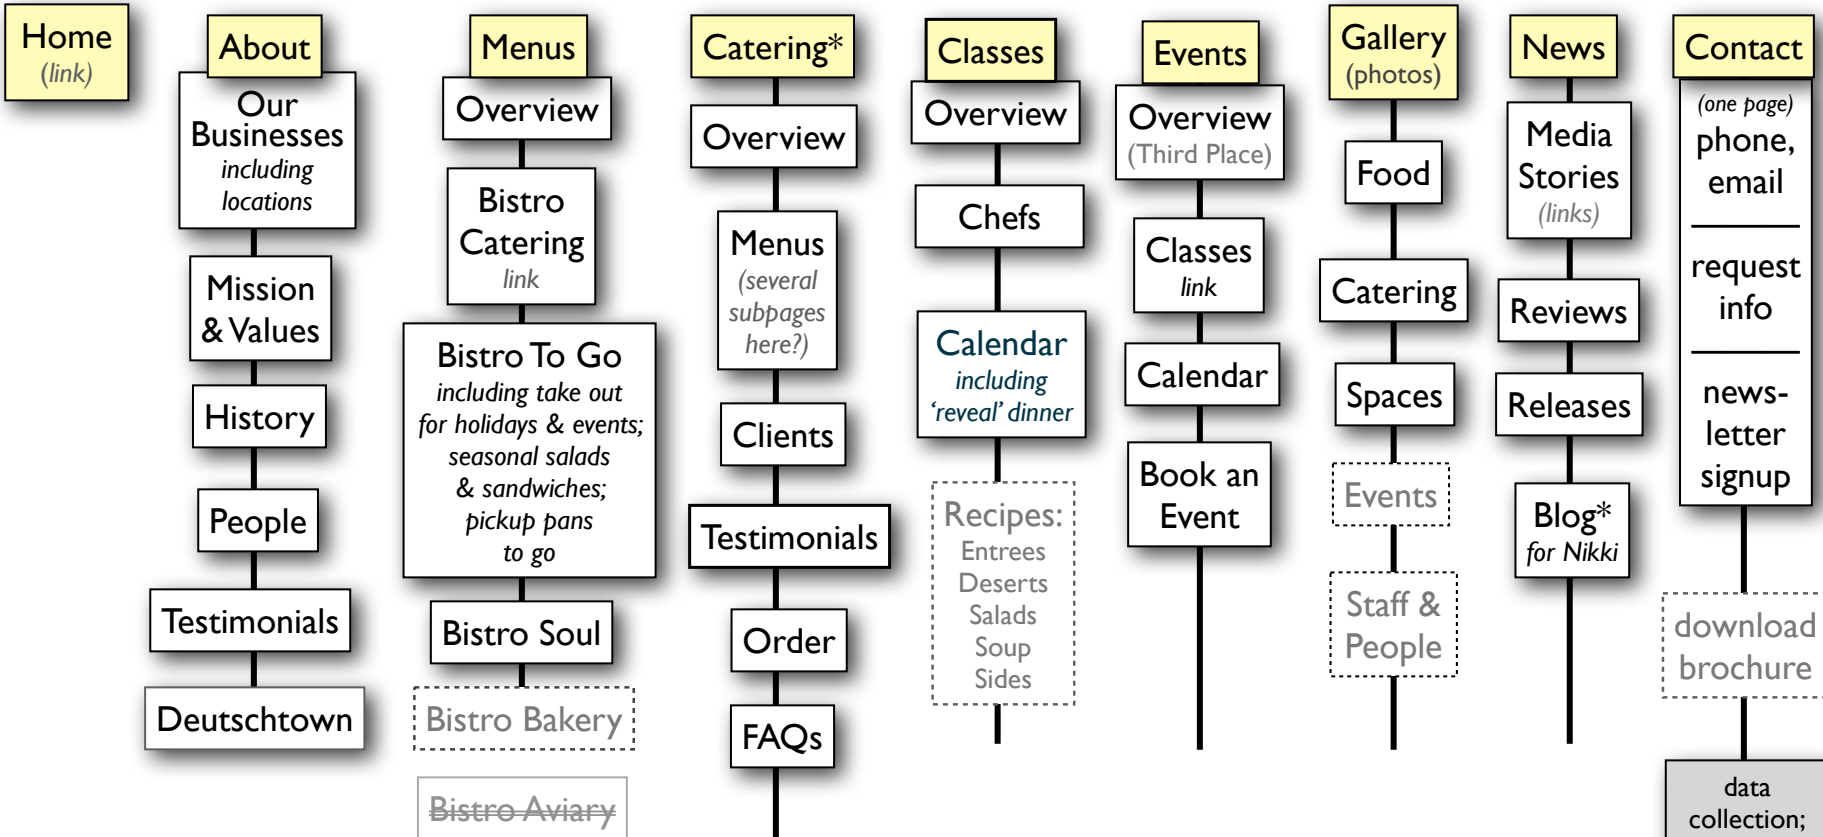 Home
(link)
About
Our
Businesses
including
locations
Mission
& Values
History
People
Testimonials
Deutschtown
Menus
Overview
Bistro
Catering
link
Bistro To Go
including take out
for holidays & events;
seasonal salads
& sandwiches;
pickup pans
to go
Bistro Soul
Bistro Bakery
Bistro Aviary
Catering*
Overview
Menus
(several
subpages
here?)
Clients
Testimonials
Order
FAQs
Classes
Overview
Chefs
Calendar
including
‘reveal’ dinner
Recipes:
Entrees
Deserts
Salads
Soup
Sides
Events
Overview
(Third Place)
Classes
link
Calendar
Book an
Event
Gallery
(photos)
Food
Catering
Spaces
Events
Staff &
People
News
Media
Stories
(links)
Reviews
Releases
Blog*
for Nikki
Contact
(one page)
phone,
email
request
info
news-
letter
signup
download
brochure
data
collection;